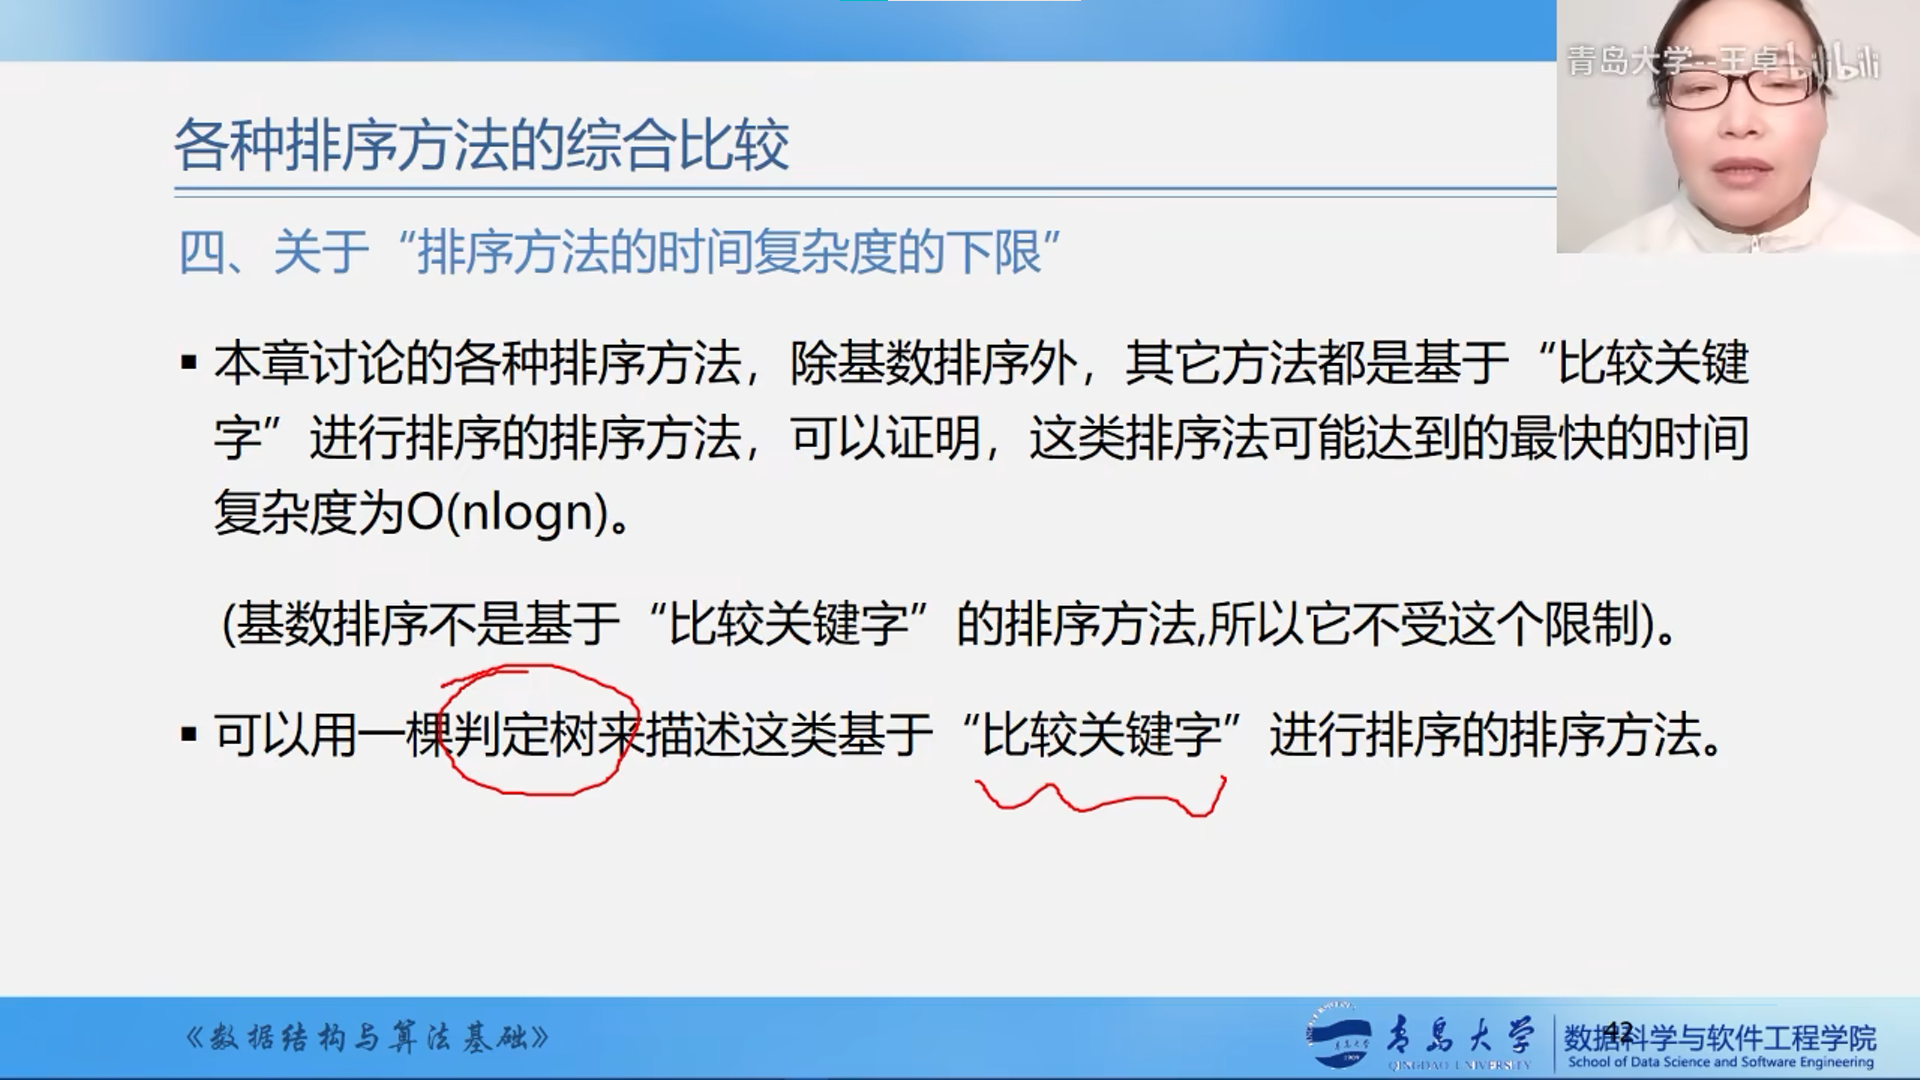 青岛大学--王卓 bilibili
各种排序方法的综合比较
四、关于“排序方法的时间复杂度的下限”
▪ 本章讨论的各种排序方法，除基数排序外，其它方法都是基于“比较关键
字”进行排序的排序方法，可以证明，这类排序法可能达到的最快的时间
复杂度为O(nlogn)。
(基数排序不是基于“比较关键字”的排序方法,所以它不受这个限制)。
▪ 可以用一棵判定树来描述这类基于“比较关键字”进行排序的排序方法。
《数据结构与算法基础》
青岛大学
QINGDAO UNIVERSITY
42
数据科学与软件工程学院
School of Data Science and Software Engineering